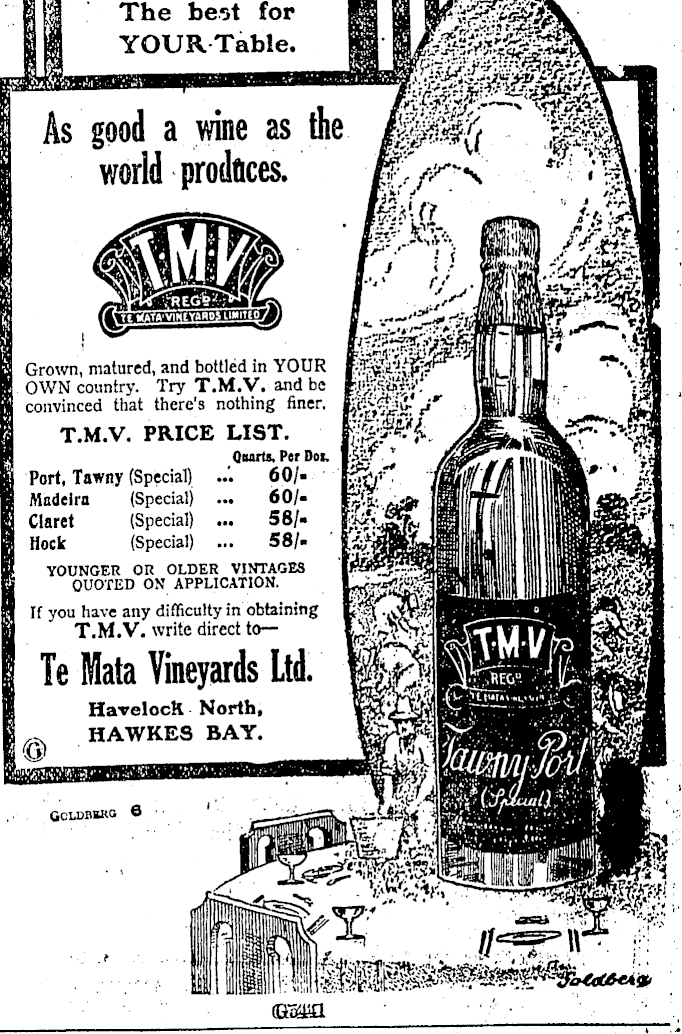 The best for
YOUR Table.
As good a wine as the
world produces.
T·M·V
REGD
TE MATA VINEYARDS LIMITED
Grown, matured, and bottled in YOUR
OWN country. Try T.M.V. and be
convinced that there's nothing finer.
T.M.V. PRICE LIST.
Quarts, Per Doz.
Port, Tawny (Special) ... 60/-
Madeira (Special) ... 60/-
Claret (Special) ... 58/-
Hock (Special) ... 58/-
YOUNGER OR OLDER VINTAGES
QUOTED ON APPLICATION.
If you have any difficulty in obtaining
T.M.V. write direct to—
Te Mata Vineyards Ltd.
Havelock North,
HAWKES BAY.
G
GOLDBERG 6
T·M·V
REGD
Tawny Port
(Special)
Goldberg